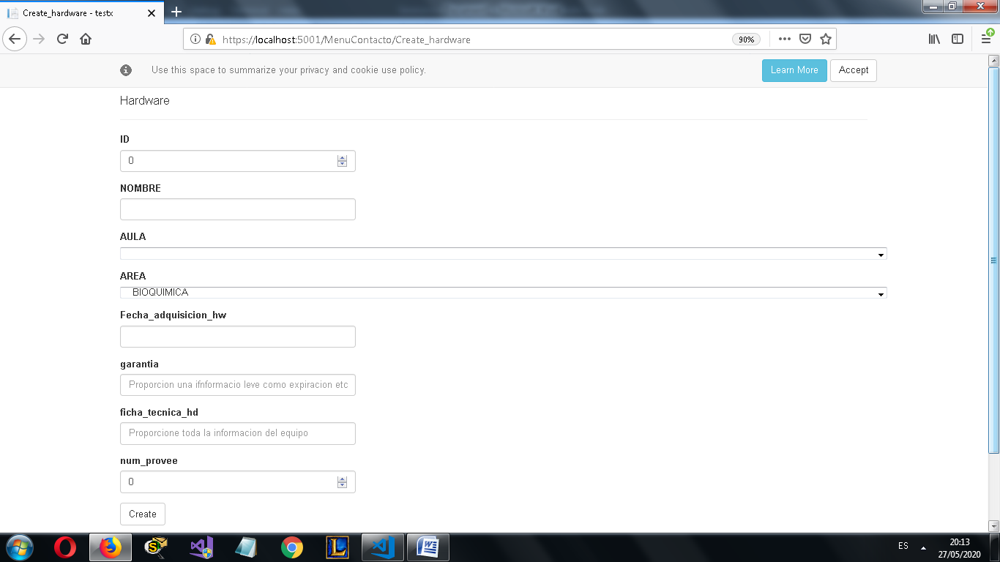 Create_hardware - testx
https://localhost:5001/MenuContacto/Create_hardware
90%
Use this space to summarize your privacy and cookie use policy.
Learn More
Accept
Hardware
ID
0
NOMBRE
AULA
AREA
BIOQUIMICA
Fecha_adquisicion_hw
garantia
Proporcion una ifnformacio leve como expiracion etc
ficha_tecnica_hd
Proporcione toda la informacion del equipo
num_provee
0
Create
ES
20:13
27/05/2020